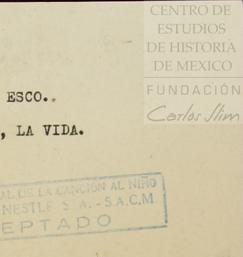 CENTRO DE
ESTUDIOS
DE HISTORIA
DE MEXICO
FUNDACIÓN
Carlos Slim
ESCO.
, LA VIDA.
AL DE LA CANCIÓN AL NIÑO
NESTLE S. A. - S.A.C.M.
EPTADO